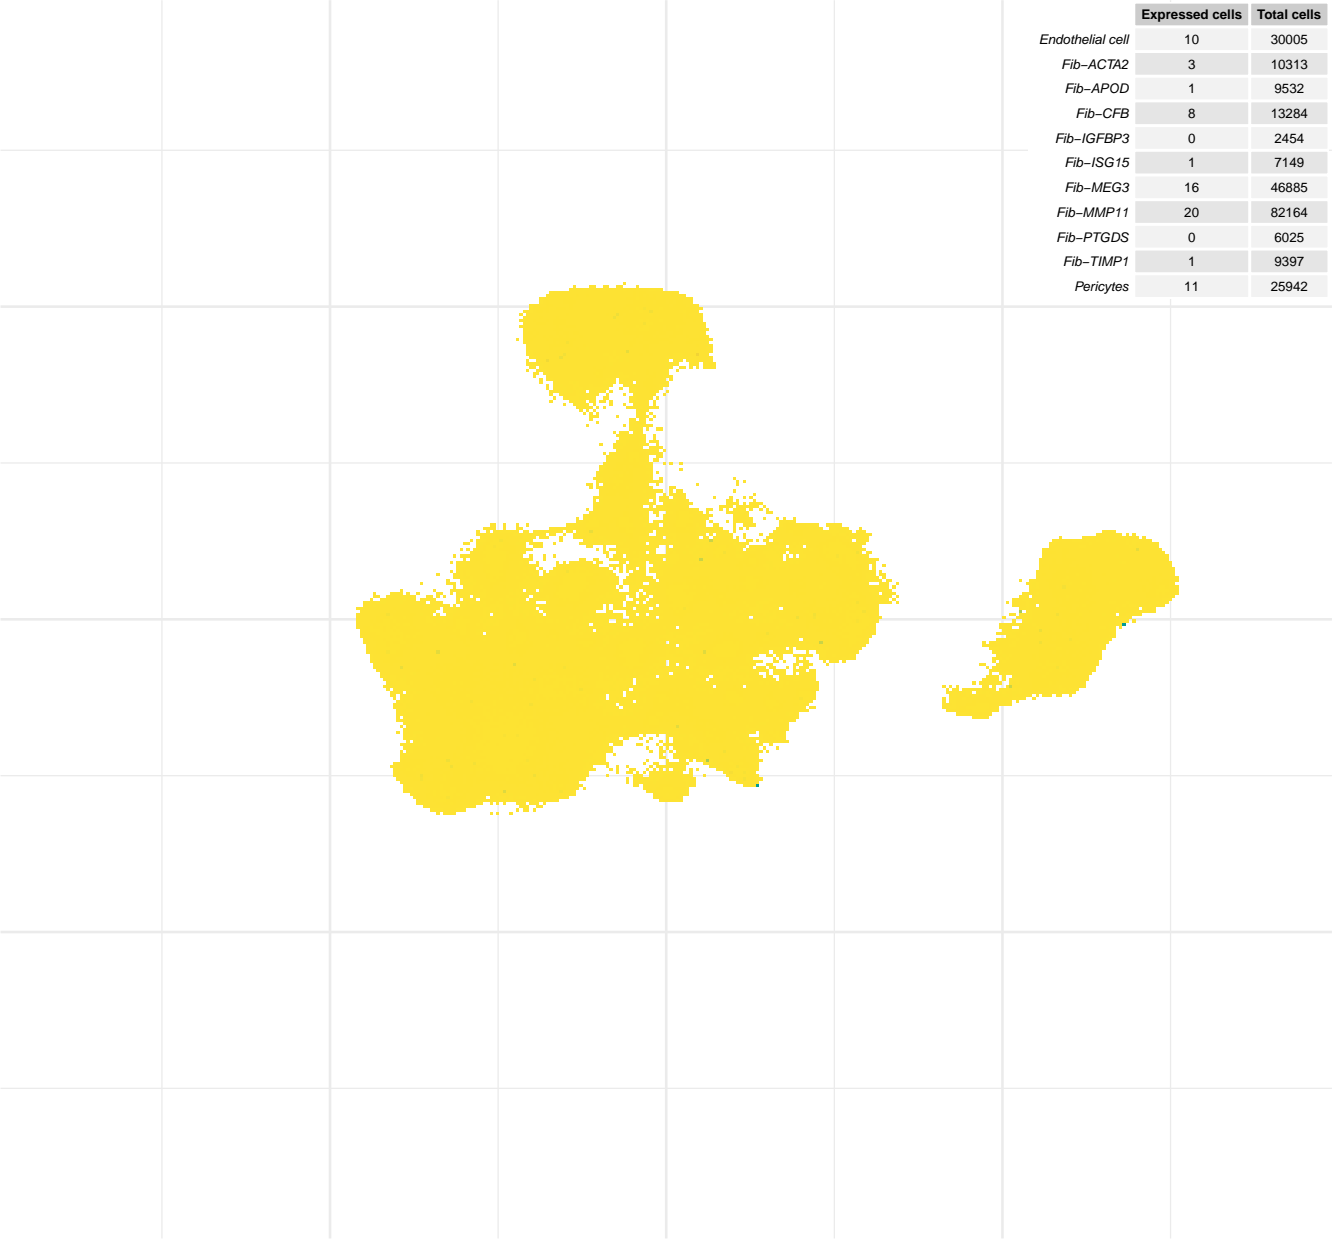 Expressed cells Total cells
Endothelial cell 10 30005
Fib−ACTA2 3 10313
Fib−APOD 1 9532
Fib−CFB 8 13284
Fib−IGFBP3 0 2454
Fib−ISG15 1 7149
Fib−MEG3 16 46885
Fib−MMP11 20 82164
Fib−PTGDS 0 6025
Fib−TIMP1 1 9397
Pericytes 11 25942